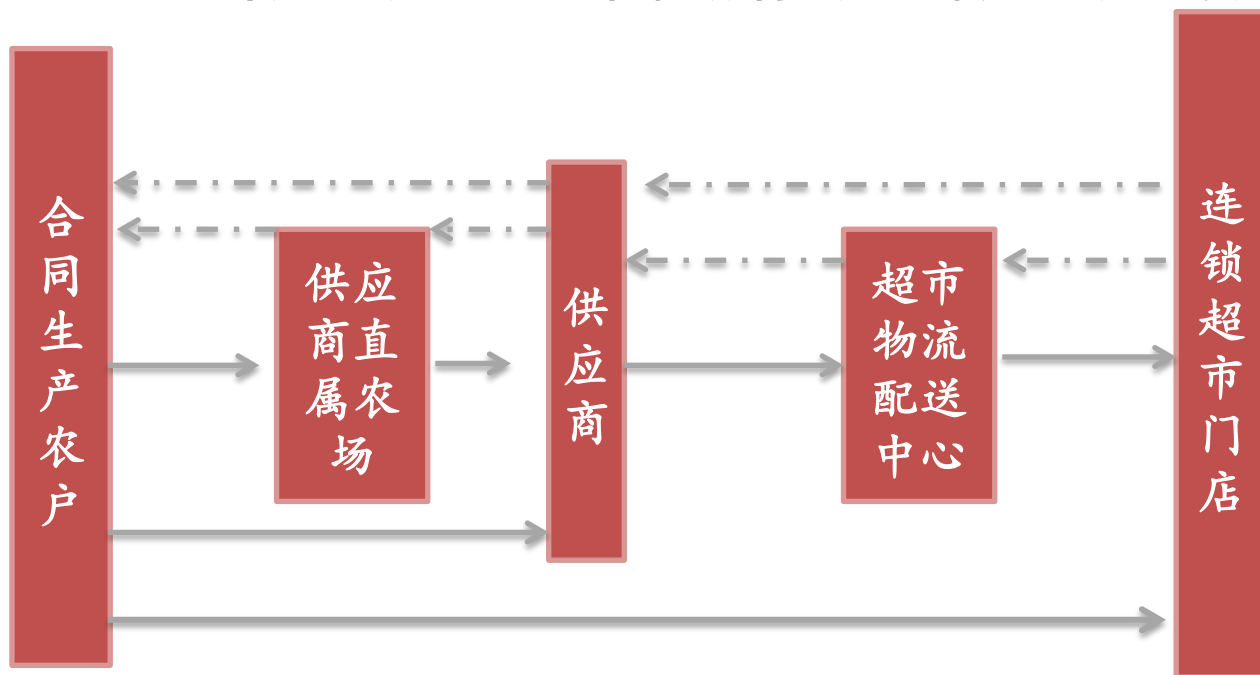 合同生产农户
供应
商直
属农
场
供应商
超市
物流
配送
中心
连锁超市门店